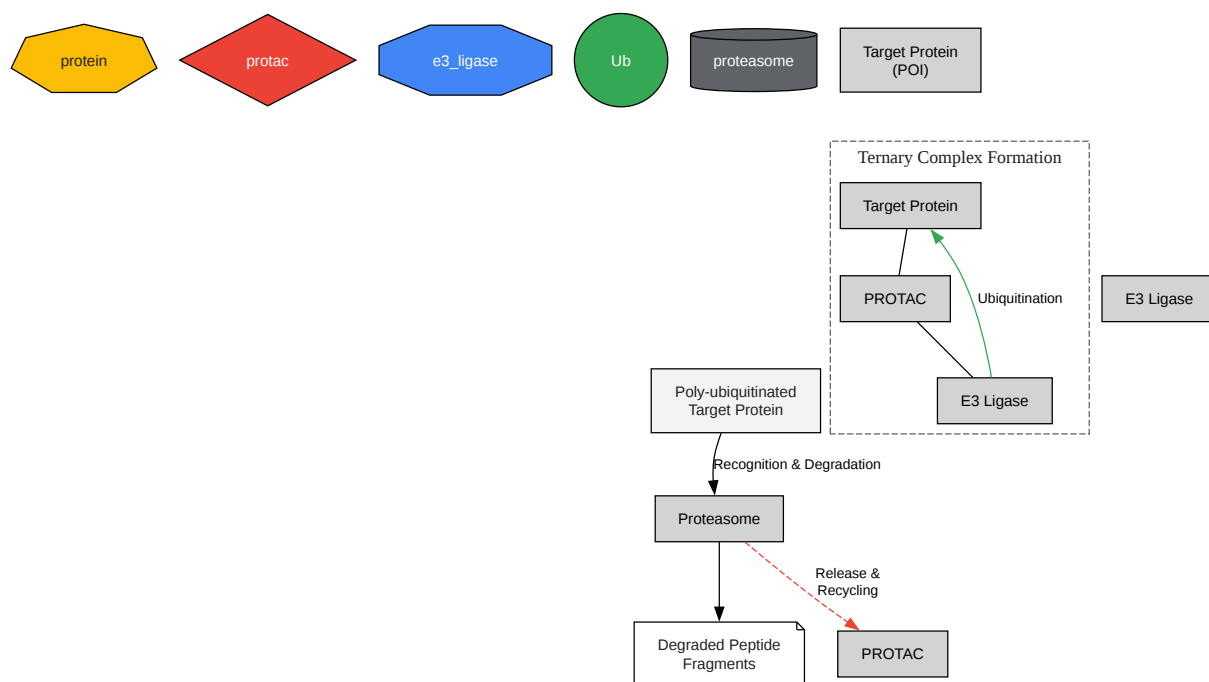 protein
protac
e3_ligase
Ub
proteasome
Target Protein
(POI)
Ternary Complex Formation
Target Protein
PROTAC
Ubiquitination
E3 Ligase
E3 Ligase
Poly-ubiquitinated
Target Protein
Recognition & Degradation
Proteasome
Release &
Recycling
Degraded Peptide
Fragments
PROTAC